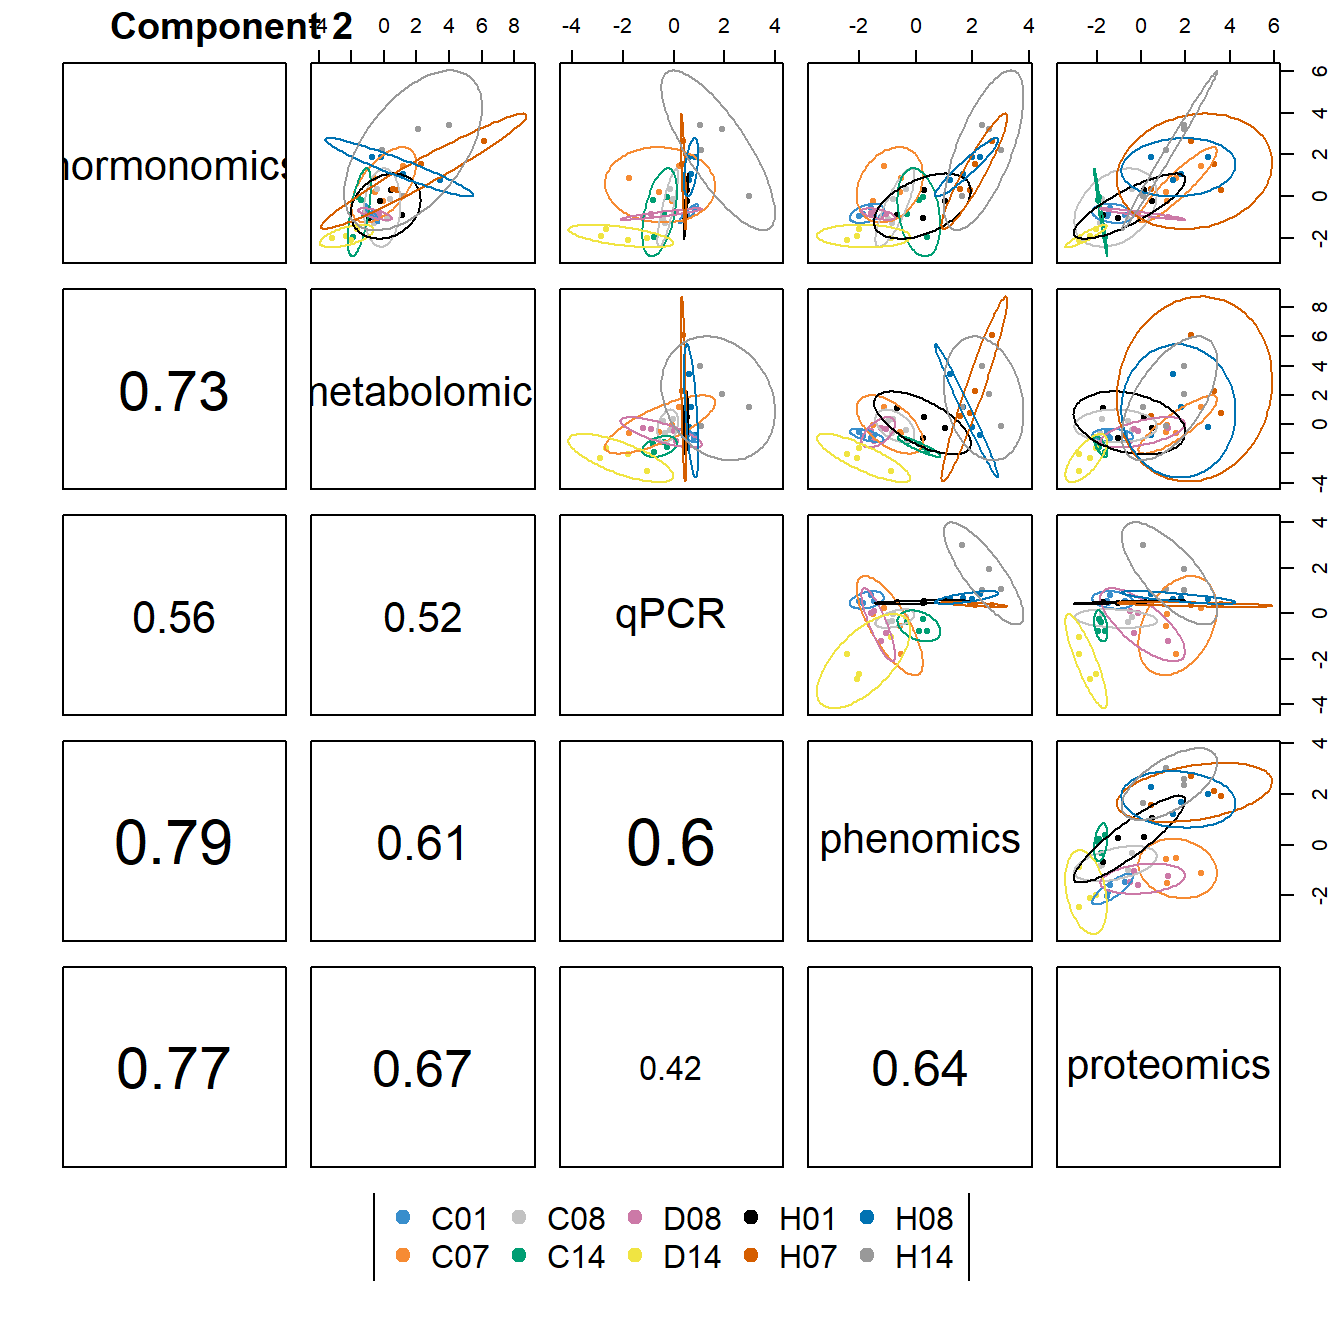 Component 2
-4 0 2 4 6 8
-4 -2 0 2 4
-2 0 2 4
-2 0 2 4 6
hormonomics
-2 0 2 4 6
0.73
metabolomic
-4 0 2 4 6 8
0.56
0.52
qPCR
-4 -2 0 2 4
0.79
0.61
0.6
phenomics
-2 0 2 4
0.77
0.67
0.42
0.64
proteomics
C01 C08 D08 H01 H08
C07 C14 D14 H07 H14